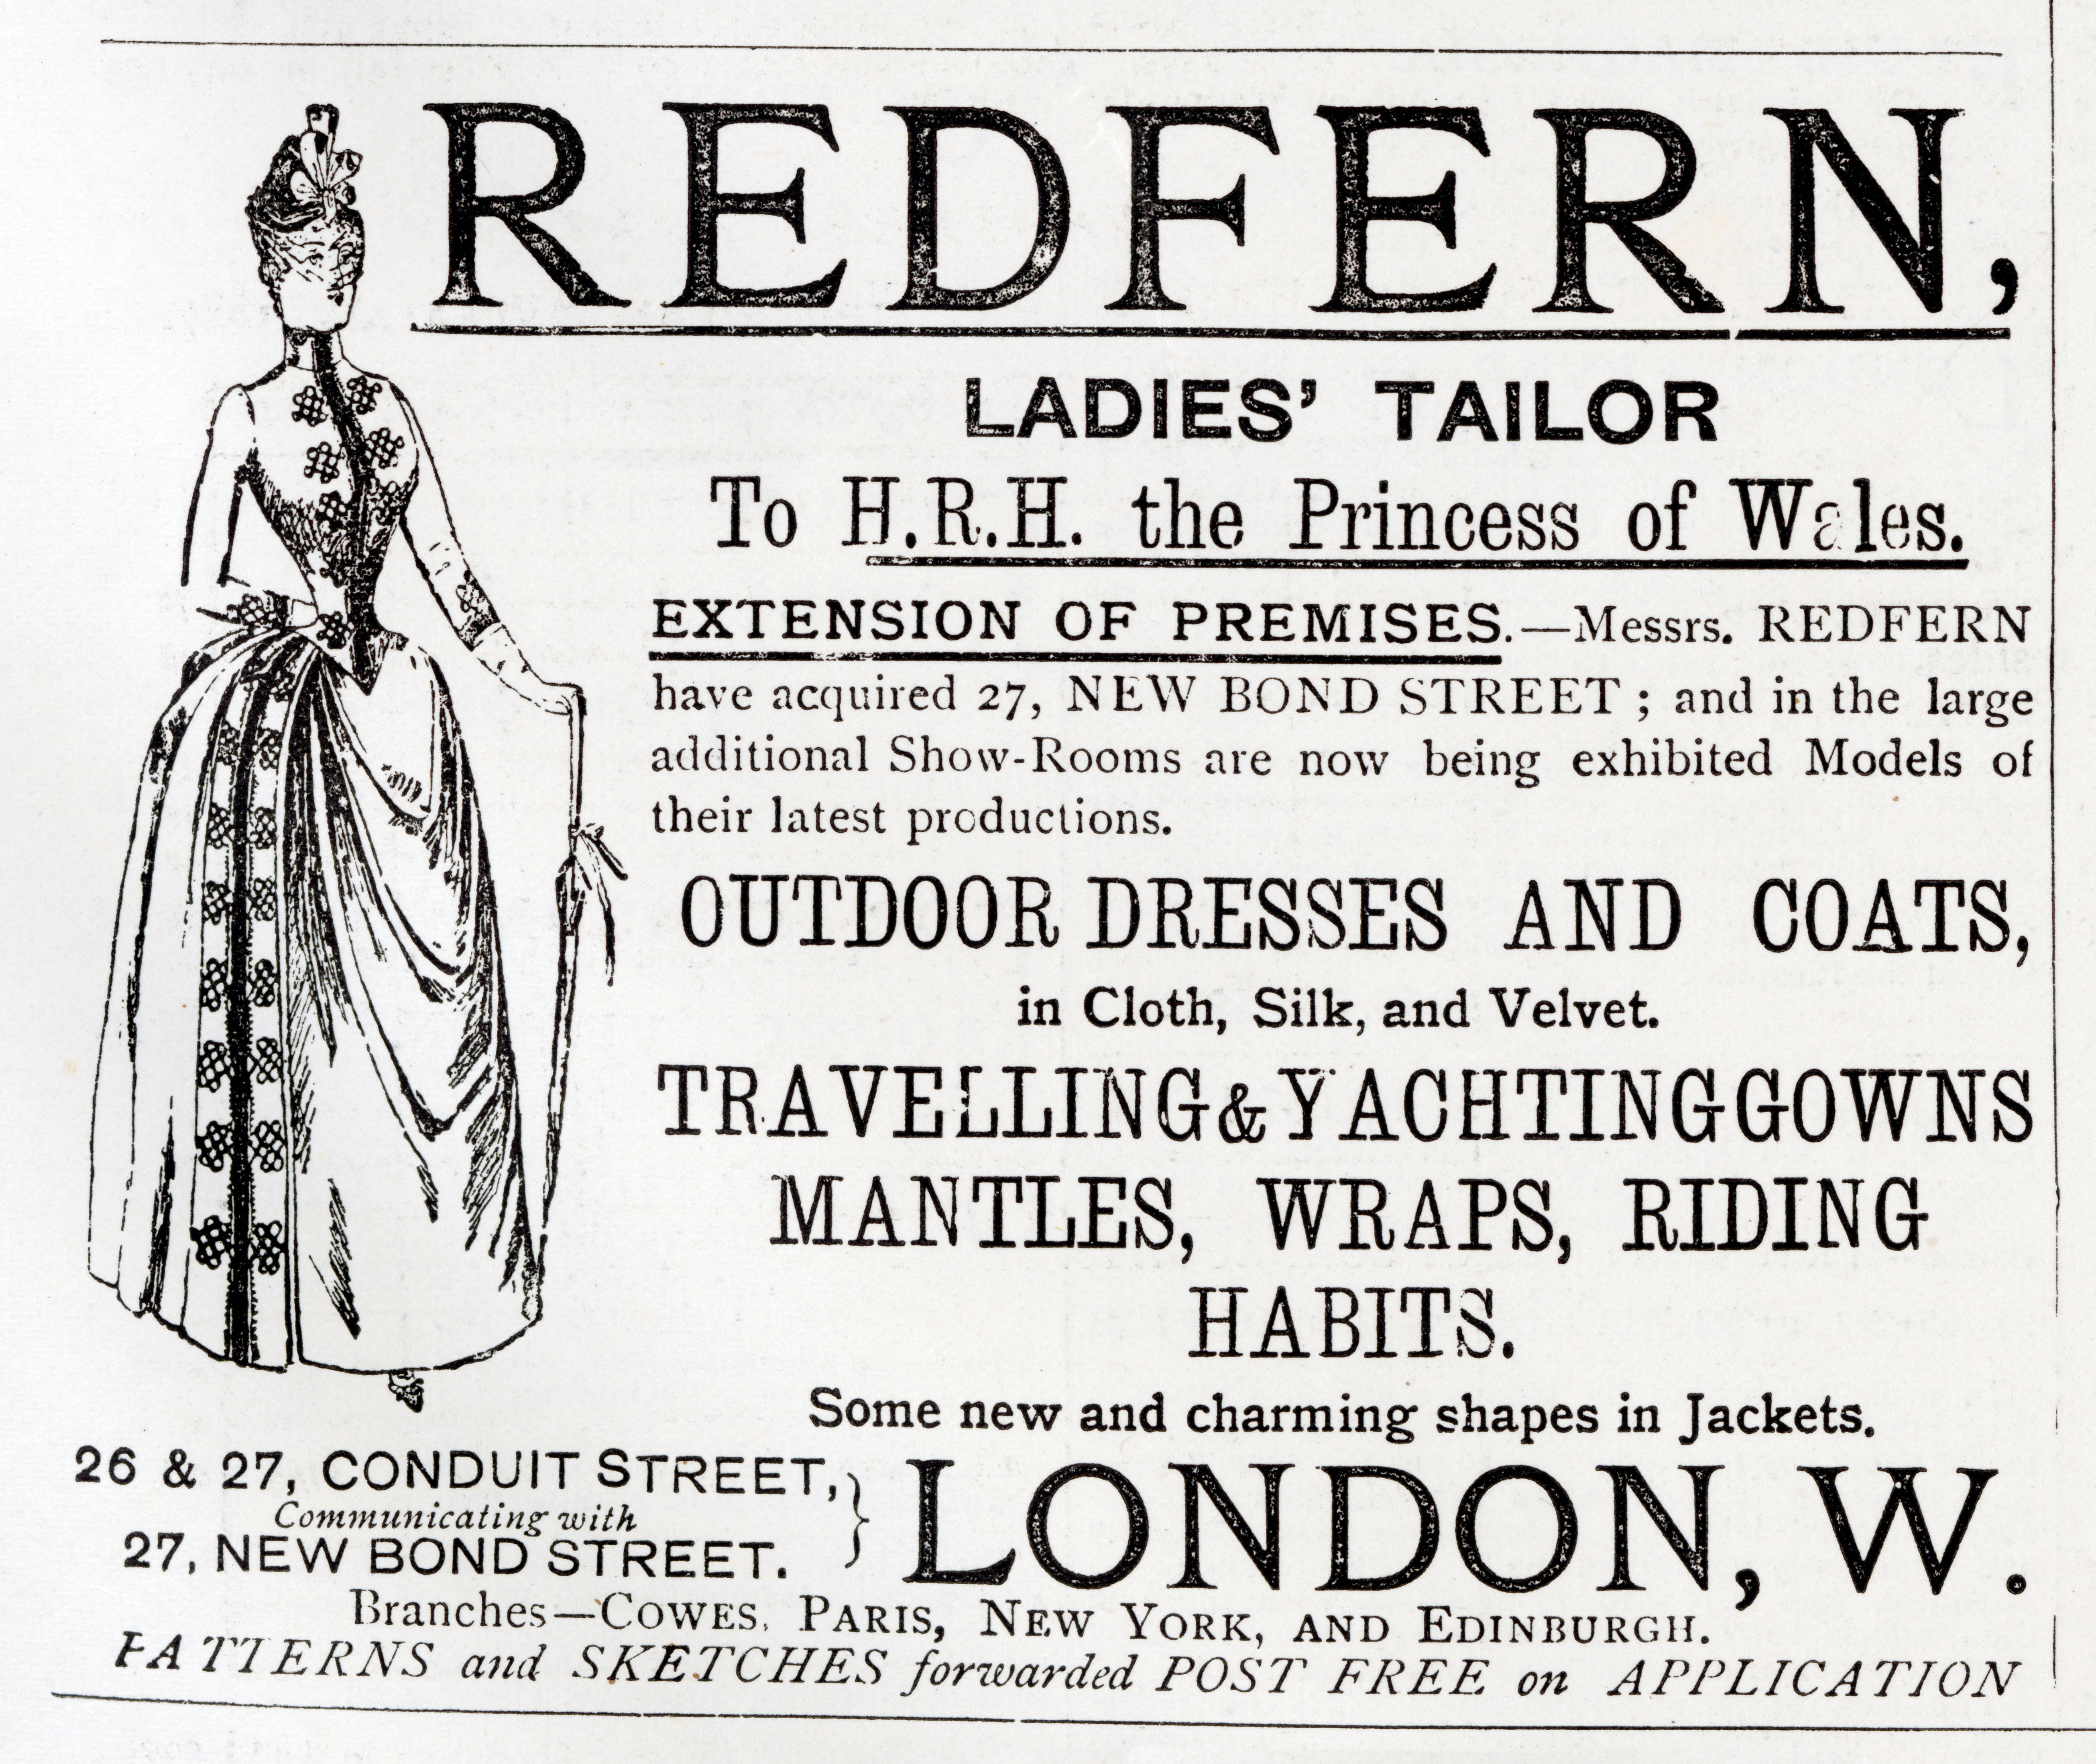 REDFERN,
LADIES' TAILOR
To H.R.H. the Princess of Wales.
EXTENSION OF PREMISES.—Messrs. REDFERN
have acquired 27, NEW BOND STREET ; and in the large
additional Show-Rooms are now being exhibited Models of
their latest productions.
OUTDOOR DRESSES AND COATS,
in Cloth, Silk, and Velvet.
TRAVELLING & YACHTING GOWNS
MANTLES, WRAPS, RIDING
HABITS.
Some new and charming shapes in Jackets.
26 & 27, CONDUIT STREET,
Communicating with
27, NEW BOND STREET.
LONDON, W.
Branches—COWES, PARIS, NEW YORK, AND EDINBURGH.
PATTERNS and SKETCHES forwarded POST FREE on APPLICATION